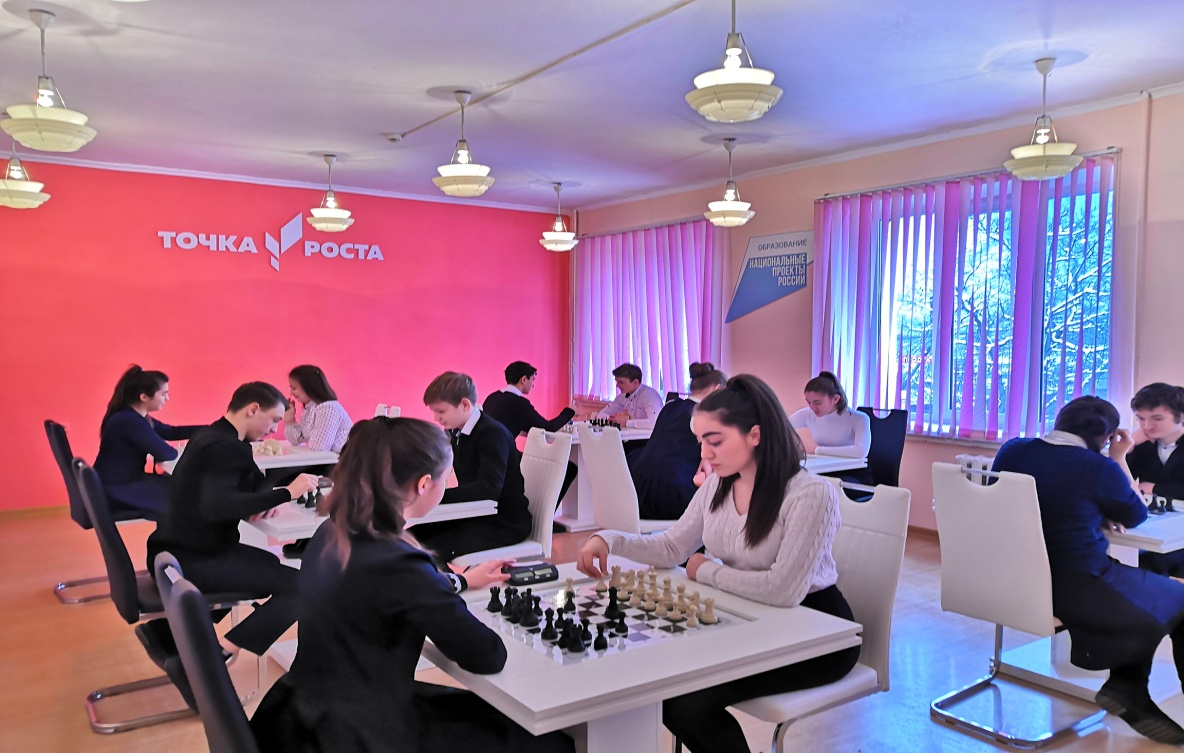 ТОЧКА РОСТА
ОБРАЗОВАНИЕ
НАЦИОНАЛЬНЫЕ
ПРОЕКТЫ
РОССИИ